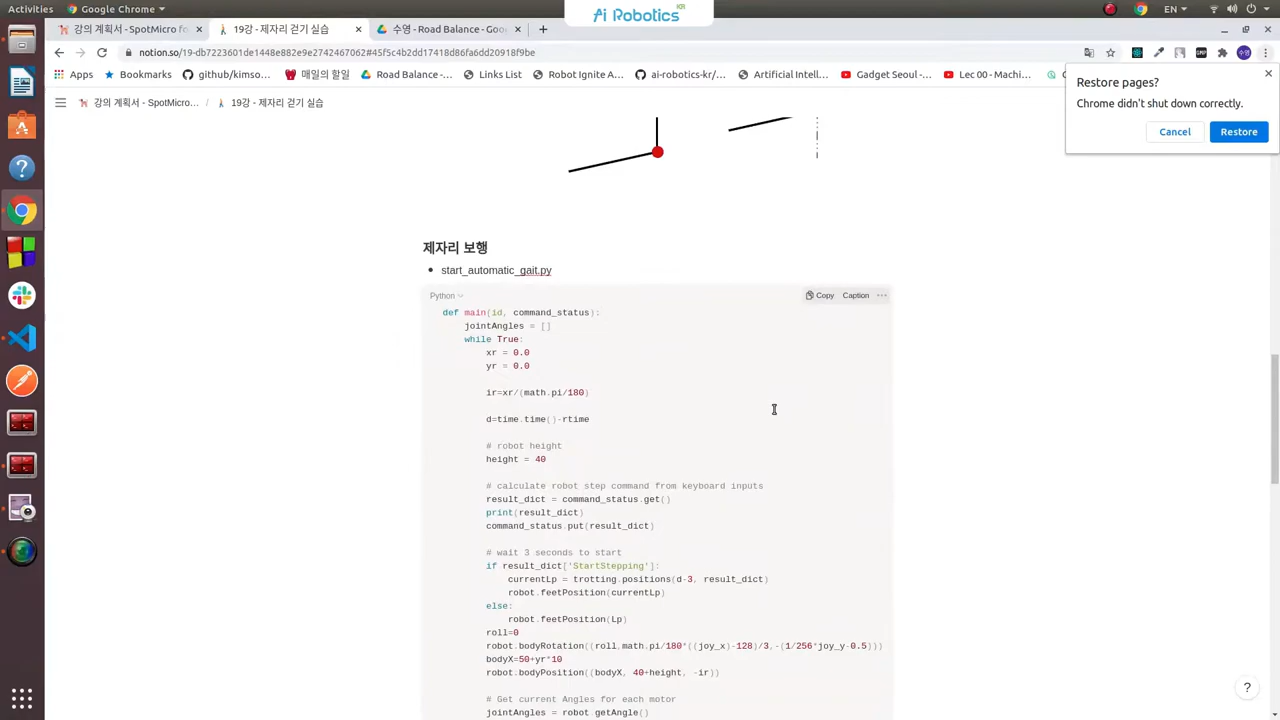 Activities
Google Chrome
Ai Robotics KR
EN
강의 계획서 - SpotMicro fo
19강 - 제자리 걷기 실습
수영 - Road Balance - Goo
notion.so/19-db7223601de1448e882e9e2742467062#45f5c4b2dd17418d86fa6dd20918f9be
수영
Apps
Bookmarks
github/kimso...
매일의 할일
Road Balance -...
Links List
Robot Ignite A...
ai-robotics-kr/...
Artificial Intell...
Gadget Seoul -...
Lec 00 - Machi...
강의 계획서 - SpotMicro...
/
19강 - 제자리 걷기 실습
Restore pages?
Chrome didn't shut down correctly.
Cancel
Restore
제자리 보행
start_automatic_gait.py
Python
Copy
Caption
def main(id, command_status):
jointAngles = []
while True:
xr = 0.0
yr = 0.0
ir=xr/(math.pi/180)
d=time.time()-rtime
# robot height
height = 40
# calculate robot step command from keyboard inputs
result_dict = command_status.get()
print(result_dict)
command_status.put(result_dict)
# wait 3 seconds to start
if result_dict['StartStepping']:
currentLp = trotting.positions(d-3, result_dict)
robot.feetPosition(currentLp)
else:
robot.feetPosition(Lp)
roll=0
robot.bodyRotation((roll,math.pi/180*((joy_x)-128)/3,-(1/256*joy_y-0.5)))
bodyX=50+yr*10
robot.bodyPosition((bodyX, 40+height, -ir))
# Get current Angles for each motor
jointAngles = robot.getAngle()
?